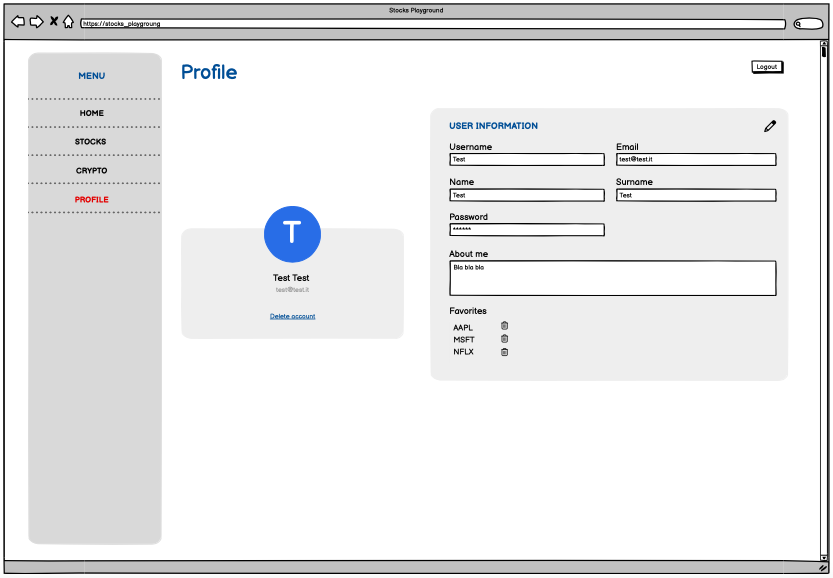 Stocks Playground
https://stocks_playgroung
MENU
HOME
STOCKS
CRYPTO
PROFILE
Profile
Logout
T
Test Test
test@test.it
Delete account
USER INFORMATION
Username Email
Test test@test.it
Name Surname
Test Test
Password
******
About me
Bla bla bla
Favorites
AAPL
MSFT
NFLX